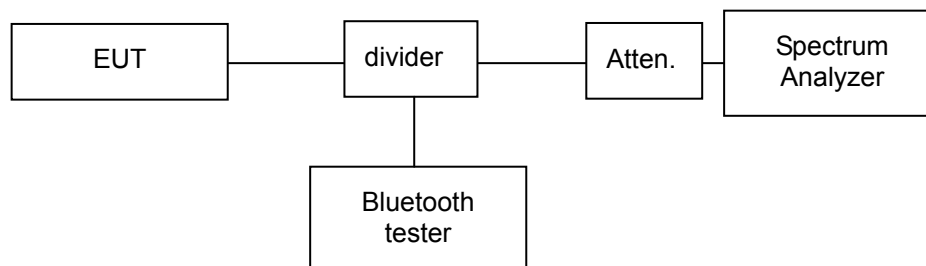 EUT
divider
Atten.
Spectrum
Analyzer
Bluetooth
tester